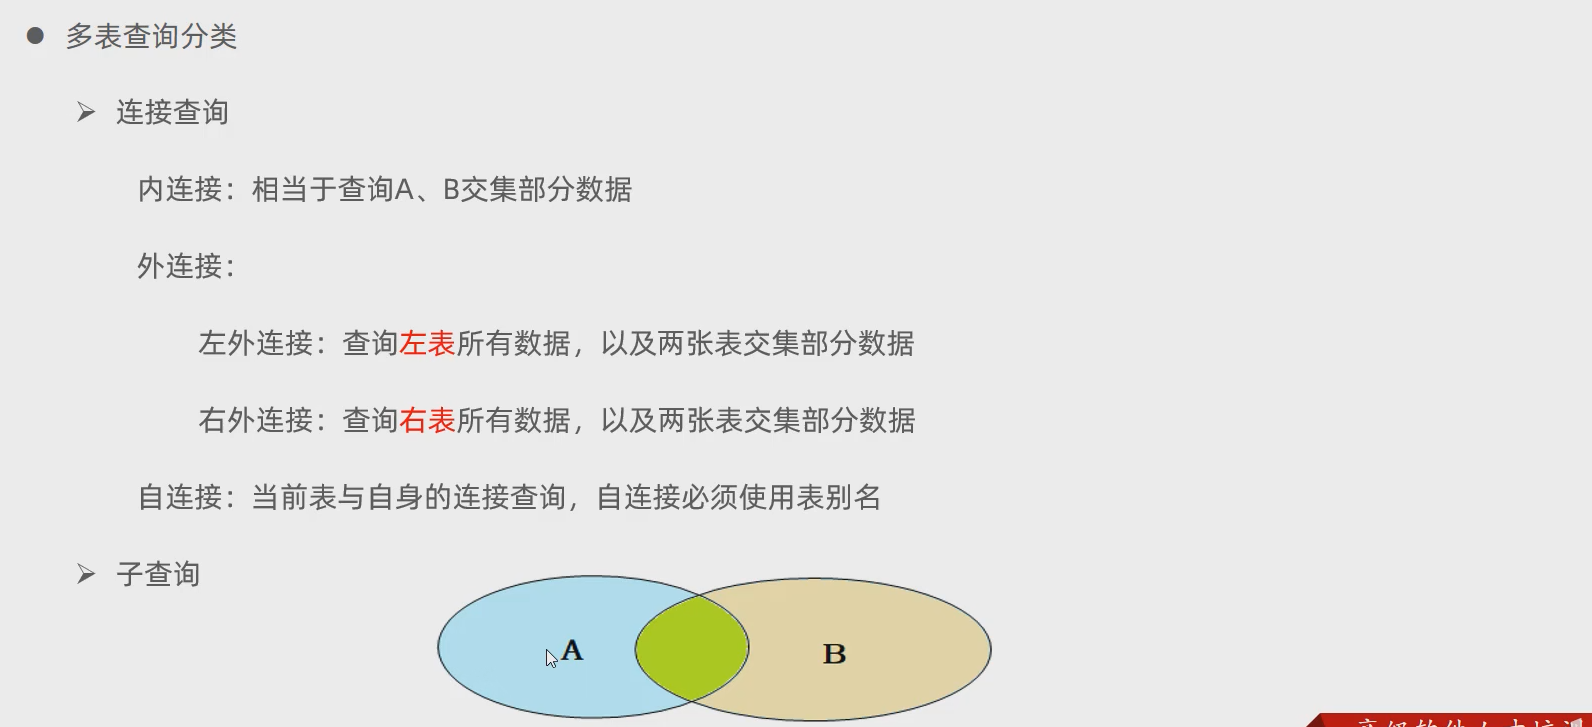 多表查询分类
连接查询
内连接：相当于查询A、B交集部分数据
外连接：
左外连接：查询左表所有数据，以及两张表交集部分数据
右外连接：查询右表所有数据，以及两张表交集部分数据
自连接：当前表与自身的连接查询，自连接必须使用表别名
子查询
A
B